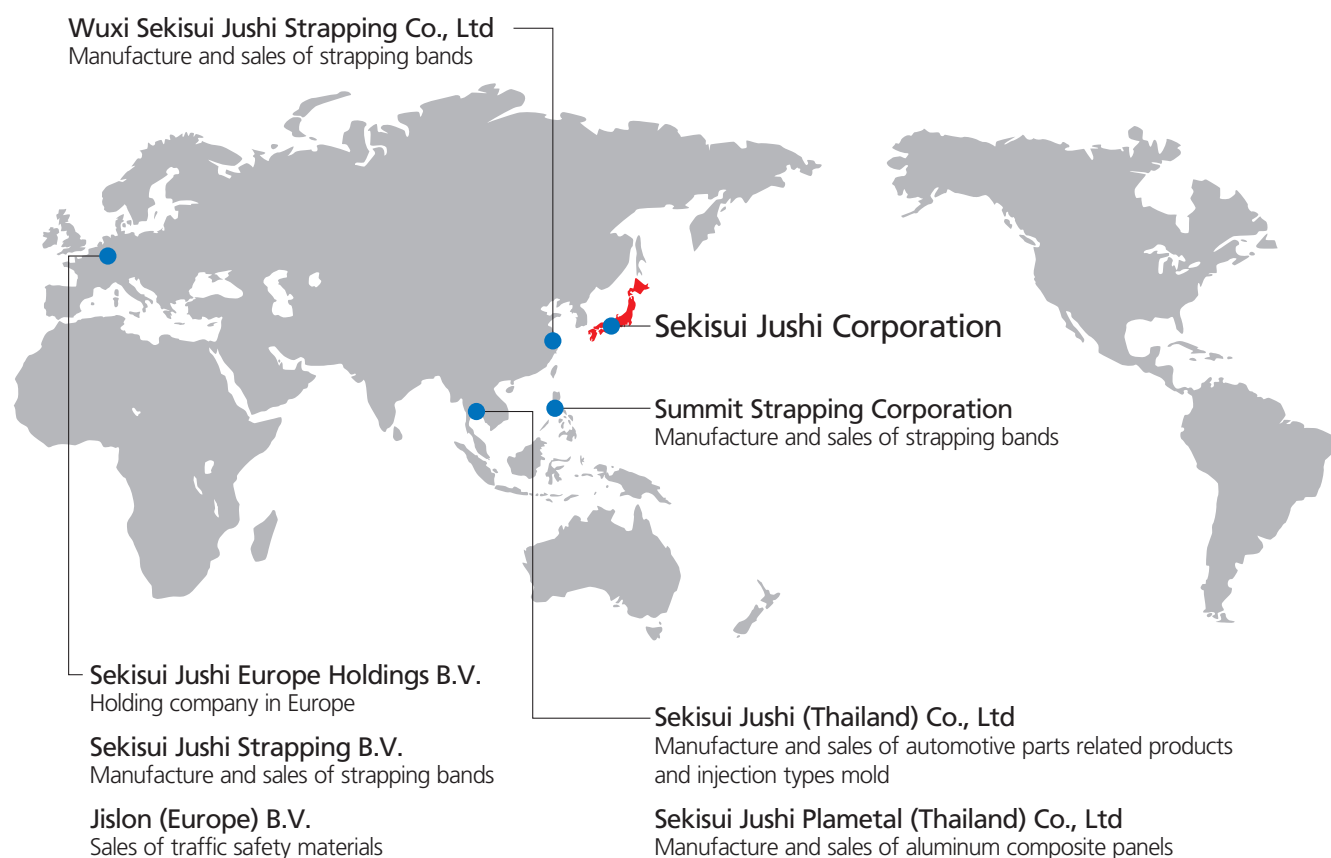 Wuxi Sekisui Jushi Strapping Co., Ltd
Manufacture and sales of strapping bands
Sekisui Jushi Corporation
Summit Strapping Corporation
Manufacture and sales of strapping bands
Sekisui Jushi Europe Holdings B.V.
Holding company in Europe
Sekisui Jushi Strapping B.V.
Manufacture and sales of strapping bands
Jislon (Europe) B.V.
Sales of traffic safety materials
Sekisui Jushi (Thailand) Co., Ltd
Manufacture and sales of automotive parts related products
and injection types mold
Sekisui Jushi Plametal (Thailand) Co., Ltd
Manufacture and sales of aluminum composite panels